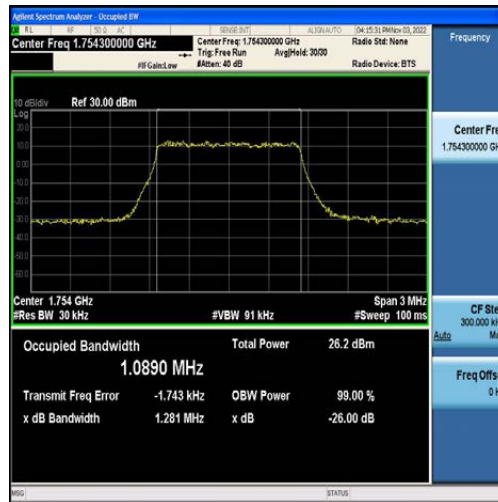 Agilent Spectrum Analyzer - Occupied BW
RL RF 50 Ω AC SENSE:INT ALIGNAUTO 04:15:31 PM Nov 03, 2022
Center Freq 1.754300000 GHz
Center Freq: 1.754300000 GHz
Radio Std: None
Trig: Free Run Avg|Hold: 30/30
#IFGain:Low #Atten: 40 dB Radio Device: BTS
Frequency
10 dB/div Ref 30.00 dBm
Log
20.0
10.0
0.00
-10.0
-20.0
-30.0
-40.0
-50.0
-60.0
Center Fre
1.754300000 GH
Center 1.754 GHz Span 3 MHz
#Res BW 30 kHz #VBW 91 kHz #Sweep 100 ms
CF Ste
300.000 kH
Auto Ma
Occupied Bandwidth Total Power 26.2 dBm
1.0890 MHz
Transmit Freq Error -1.743 kHz OBW Power 99.00 %
x dB Bandwidth 1.281 MHz x dB -26.00 dB
Freq Offs
0 H
MSG STATUS